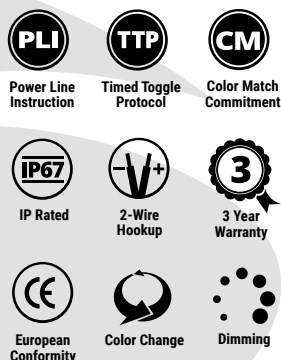 PLI
TTP
CM
Power Line
Instruction
Timed Toggle
Protocol
Color Match
Commitment
IP67
3
IP Rated
2-Wire
Hookup
3 Year
Warranty
CE
European
Conformity
Color Change
Dimming